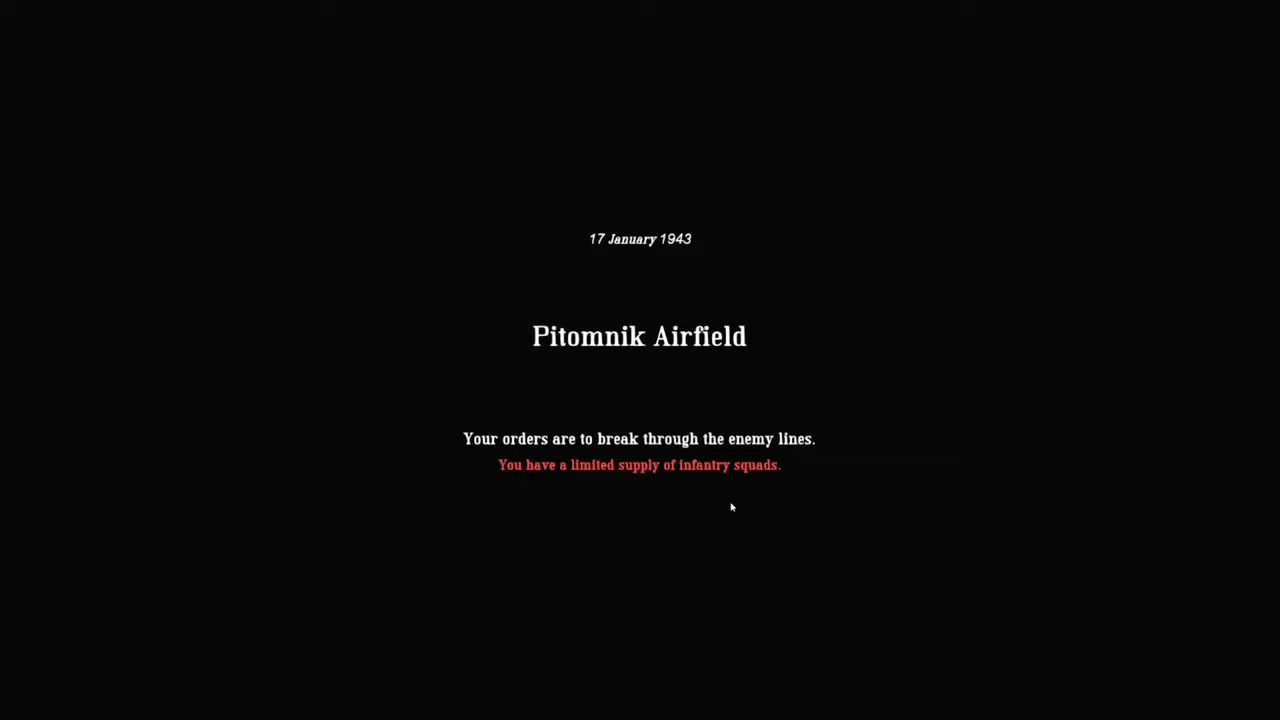 17 January 1943
Pitomnik Airfield
Your orders are to break through the enemy lines.
You have a limited supply of infantry squads.